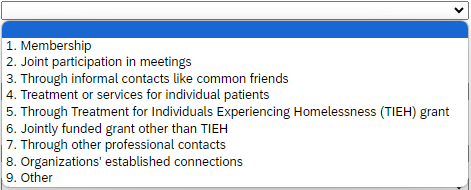 1. Membership
2. Joint participation in meetings
3. Through informal contacts like common friends
4. Treatment or services for individual patients
5. Through Treatment for Individuals Experiencing Homelessness (TIEH) grant
6. Jointly funded grant other than TIEH
7. Through other professional contacts
8. Organizations' established connections
9. Other